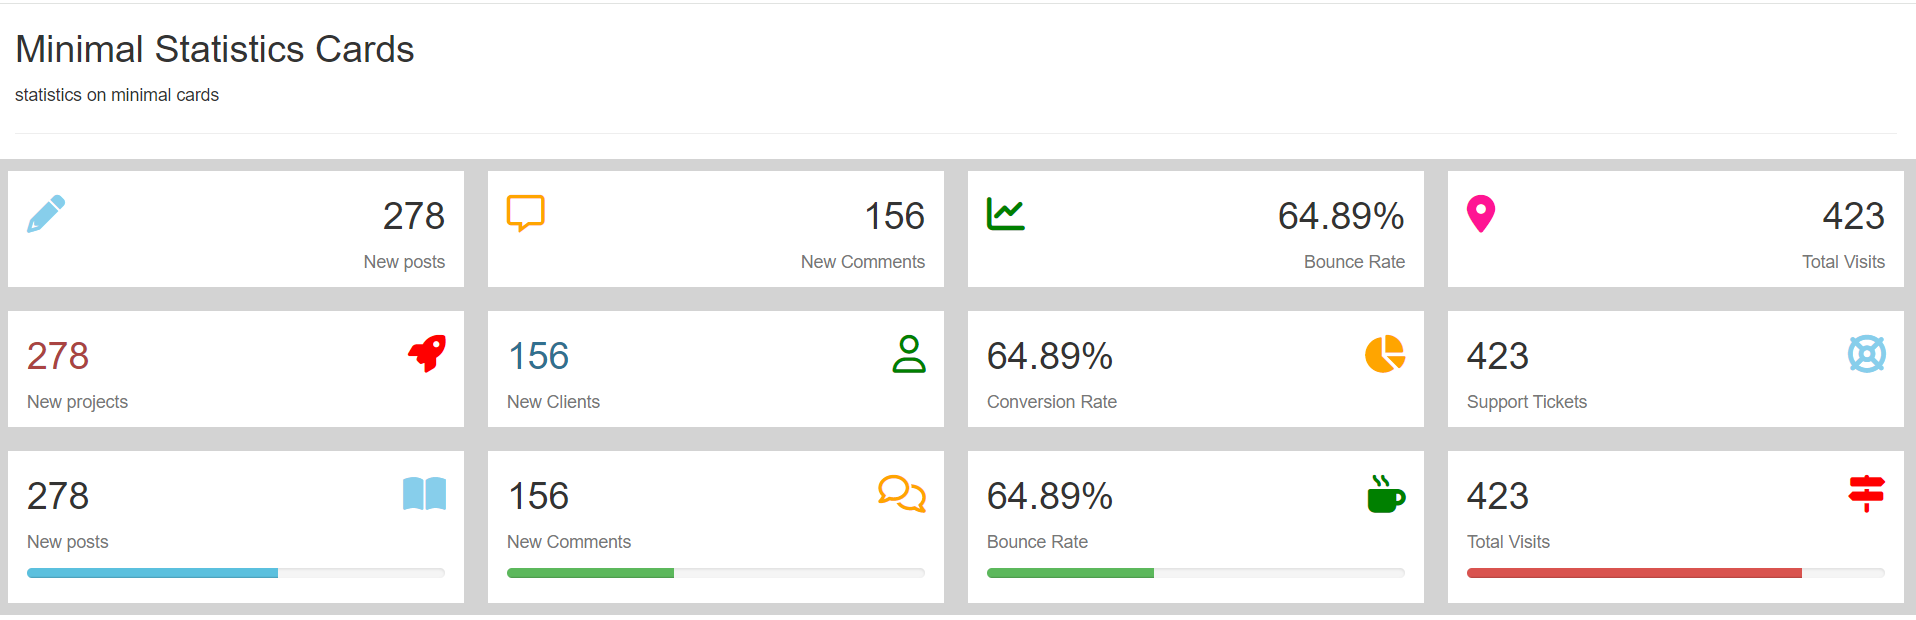 Minimal Statistics Cards
statistics on minimal cards
278
New posts
156
New Comments
64.89%
Bounce Rate
423
Total Visits
278
New projects
156
New Clients
64.89%
Conversion Rate
423
Support Tickets
278
New posts
156
New Comments
64.89%
Bounce Rate
423
Total Visits